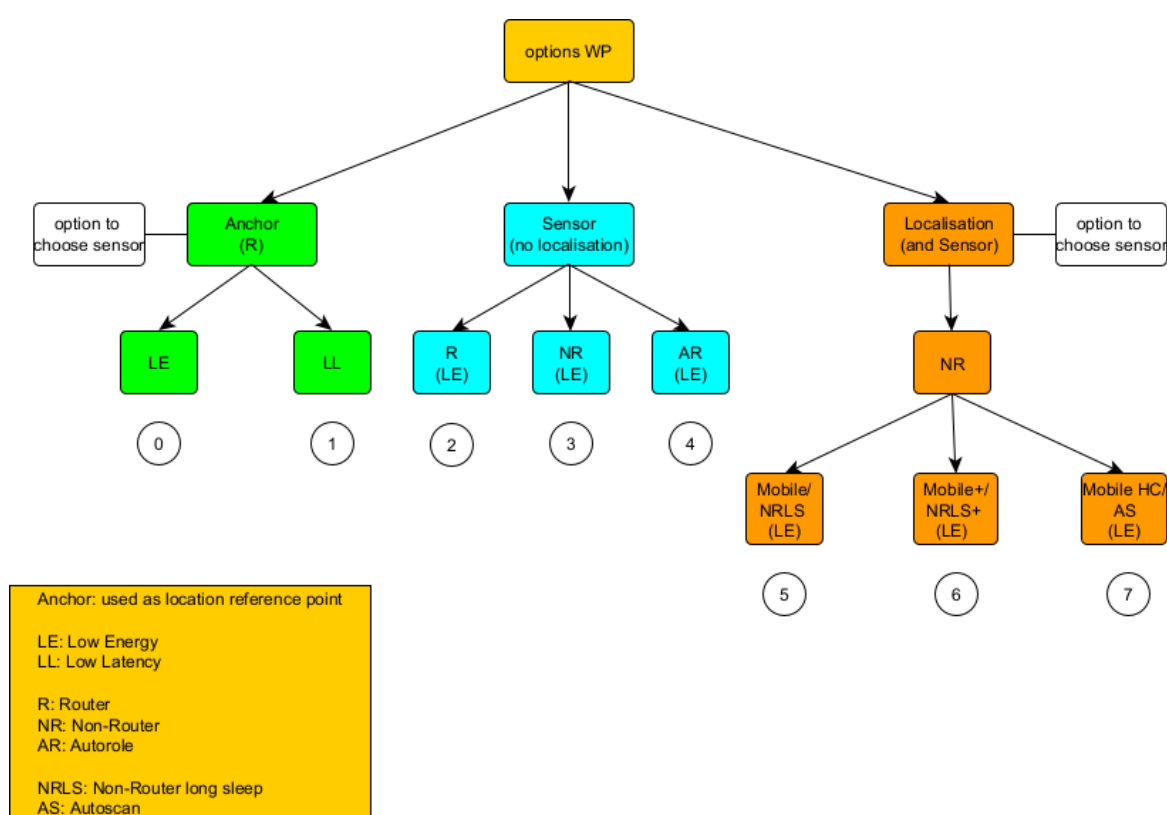 options WP
option to
choose sensor
Anchor
(R)
Sensor
(no localisation)
Localisation
(and Sensor)
option to
choose sensor
LE
LL
R
(LE)
NR
(LE)
AR
(LE)
NR
0
1
2
3
4
Mobile/
NRLS
(LE)
Mobile+/
NRLS+
(LE)
Mobile HC/
AS
(LE)
5
6
7
Anchor: used as location reference point
LE: Low Energy
LL: Low Latency
R: Router
NR: Non-Router
AR: Autorole
NRLS: Non-Router long sleep
AS: Autoscan